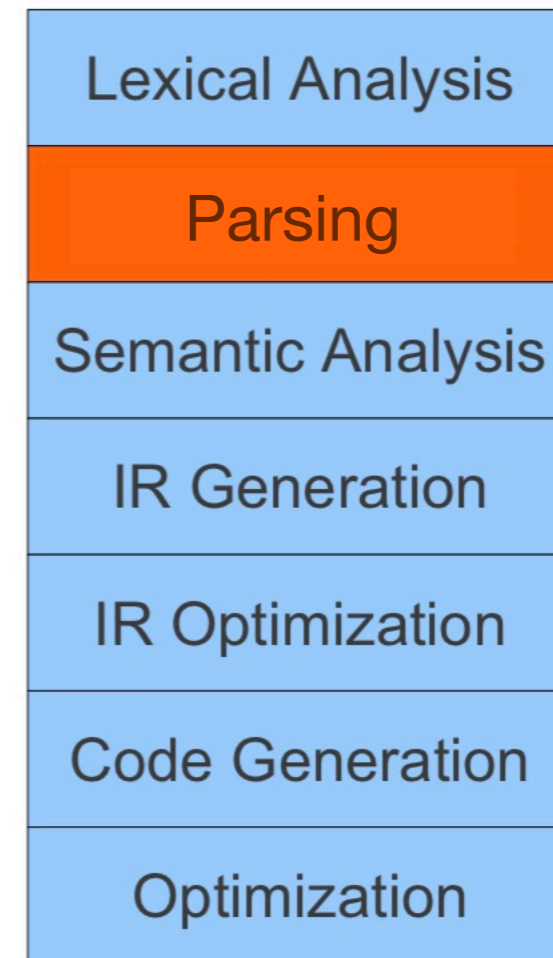 Lexical Analysis
Parsing
Semantic Analysis
IR Generation
IR Optimization
Code Generation
Optimization